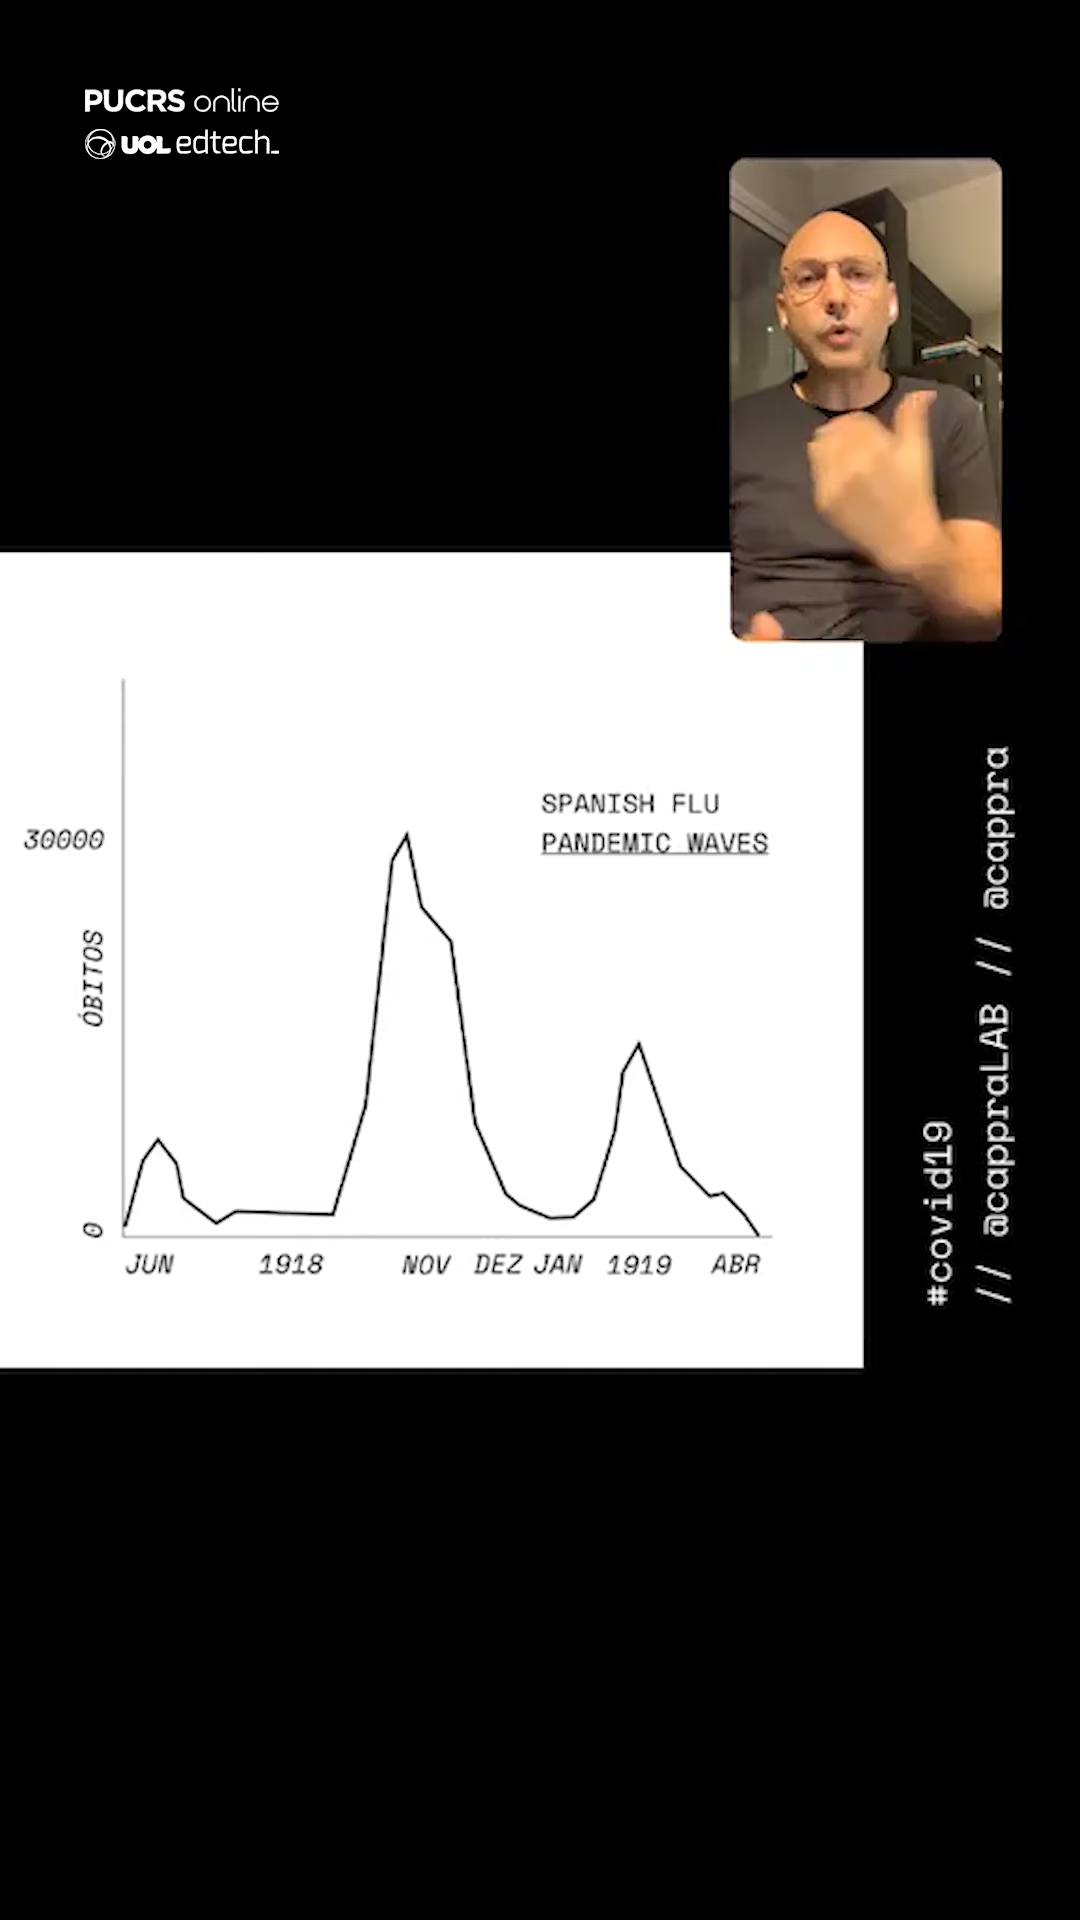 PUCRS online
UOL edtech_
SPANISH FLU
PANDEMIC WAVES
30000
ÓBITOS
0
JUN 1918 NOV DEZ JAN 1919 ABR
#covid19
// @cappraLAB // @cappra